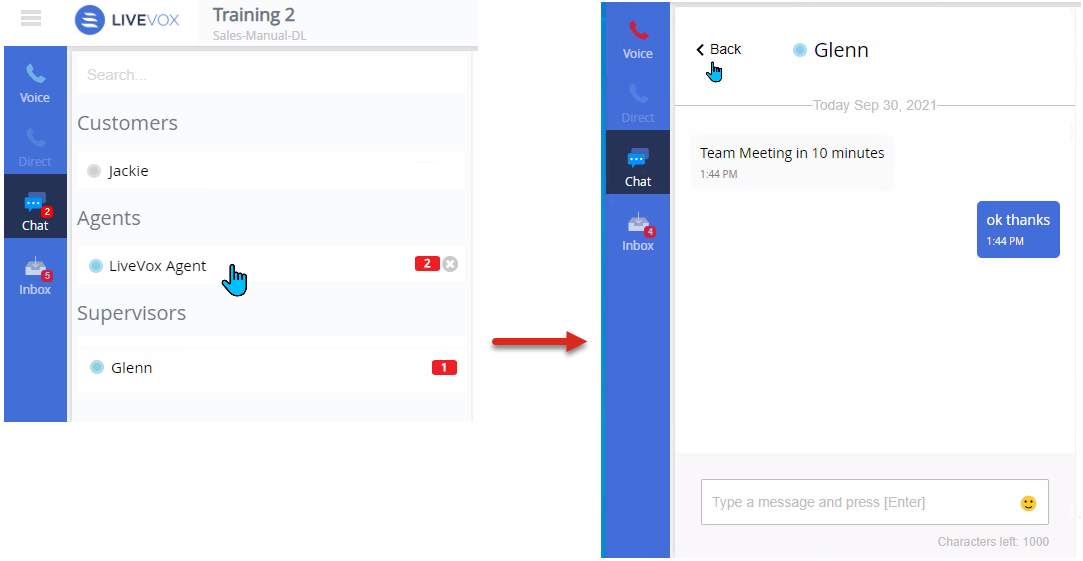 LIVEVOX
Training 2
Sales-Manual-DL
Voice
Direct
Chat
2
Inbox
5
Search...
Customers
Jackie
Agents
LiveVox Agent
2
Supervisors
Glenn
1
Voice
Direct
Chat
Inbox
4
Back
Glenn
Today Sep 30, 2021
Team Meeting in 10 minutes
1:44 PM
ok thanks
1:44 PM
Type a message and press [Enter]
Characters left: 1000